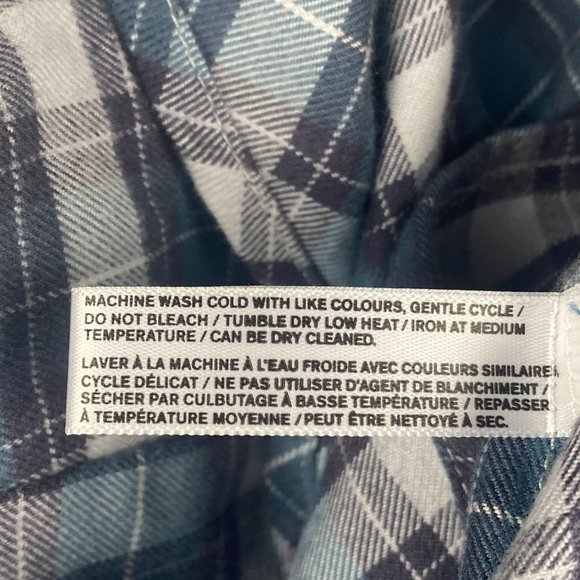 MACHINE WASH COLD WITH LIKE COLOURS, GENTLE CYCLE /
DO NOT BLEACH / TUMBLE DRY LOW HEAT / IRON AT MEDIUM
TEMPERATURE / CAN BE DRY CLEANED.
LAVER À LA MACHINE À L'EAU FROIDE AVEC COULEURS SIMILAIRES,
CYCLE DÉLICAT / NE PAS UTILISER D'AGENT DE BLANCHIMENT /
SÉCHER PAR CULBUTAGE À BASSE TEMPÉRATURE / REPASSER
À TEMPÉRATURE MOYENNE / PEUT ÊTRE NETTOYÉ À SEC.